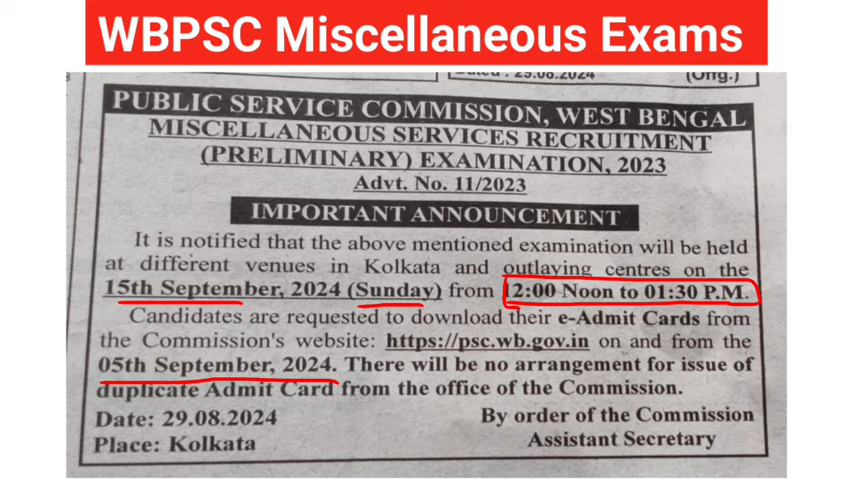 WBPSC Miscellaneous Exams
Dated : 29.08.2024 (Ong.)
PUBLIC SERVICE COMMISSION, WEST BENGAL
MISCELLANEOUS SERVICES RECRUITMENT
(PRELIMINARY) EXAMINATION, 2023
Advt. No. 11/2023
IMPORTANT ANNOUNCEMENT
It is notified that the above mentioned examination will be held
at different venues in Kolkata and outlaying centres on the
15th September, 2024 (Sunday) from 12:00 Noon to 01:30 P.M.
Candidates are requested to download their e-Admit Cards from
the Commission's website: https://psc.wb.gov.in on and from the
05th September, 2024. There will be no arrangement for issue of
duplicate Admit Card from the office of the Commission.
Date: 29.08.2024 By order of the Commission
Place: Kolkata Assistant Secretary